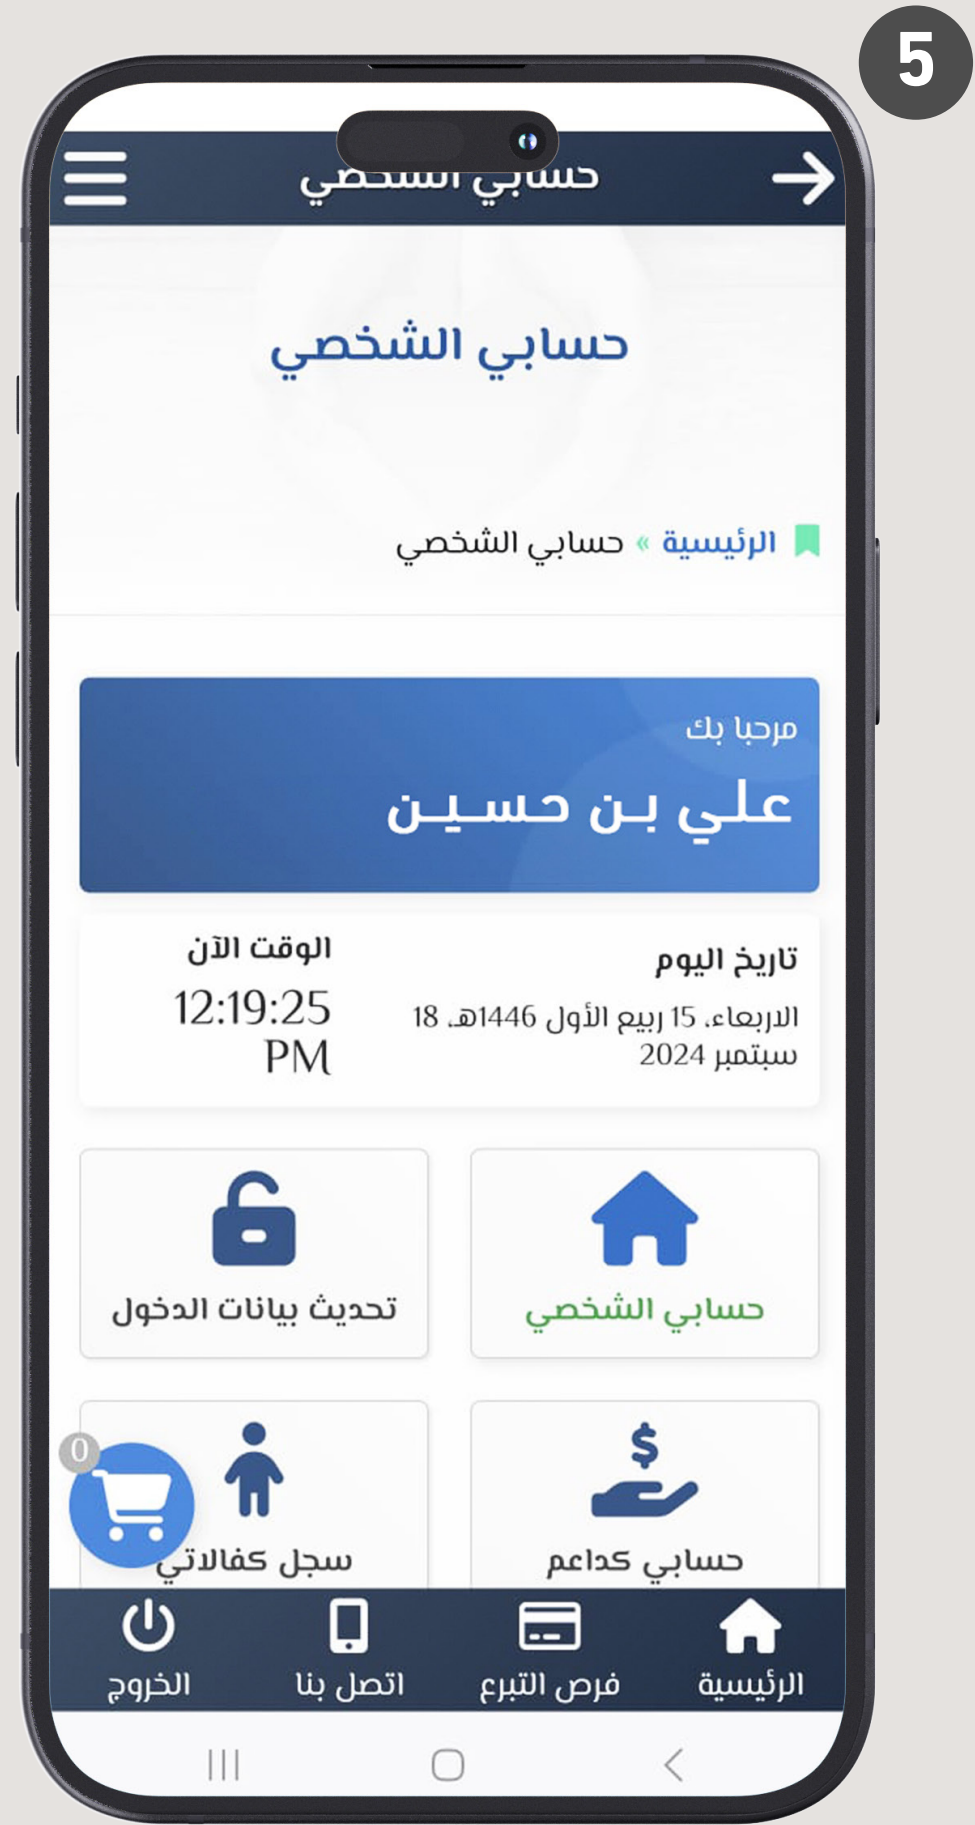 5
حسابي الشخصي
حسابي الشخصي
الرئيسية » حسابي الشخصي
مرحبا بك
علي بن حسين
تاريخ اليوم
الاربعاء، 15 ربيع الأول 1446هـ، 18
سبتمبر 2024
الوقت الآن
12:19:25
PM
حسابي الشخصي
تحديث بيانات الدخول
حسابي كداعم
سجل كفالاتي
0
الرئيسية
فرص التبرع
اتصل بنا
الخروج